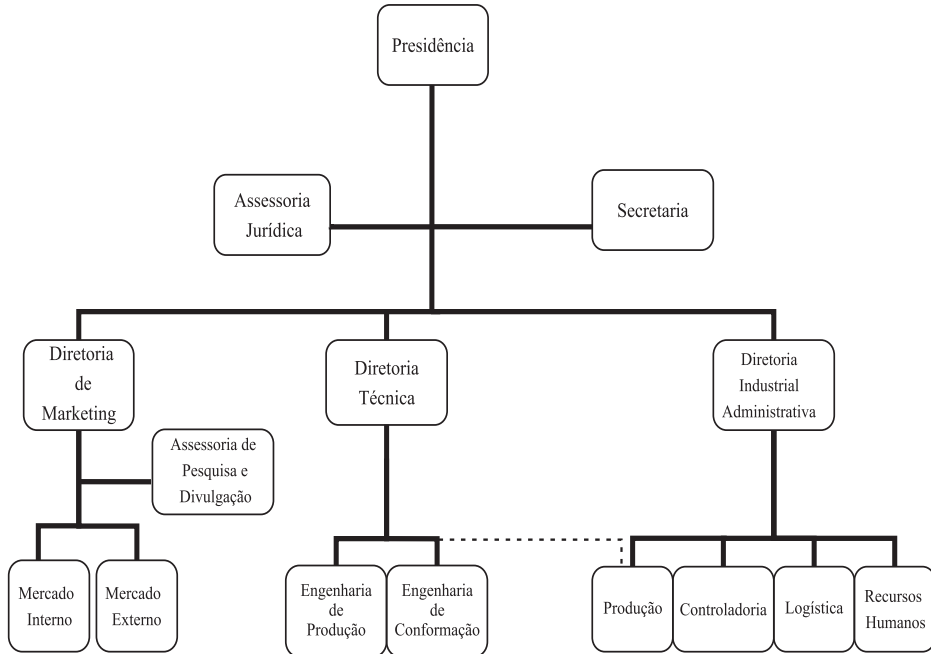 Presidência
Assessoria
Jurídica
Secretaria
Diretoria
de
Marketing
Diretoria
Técnica
Diretoria
Industrial
Administrativa
Assessoria de
Pesquisa e
Divulgação
Mercado
Interno
Mercado
Externo
Engenharia
de
Produção
Engenharia
de
Conformação
Produção
Controladoria
Logística
Recursos
Humanos